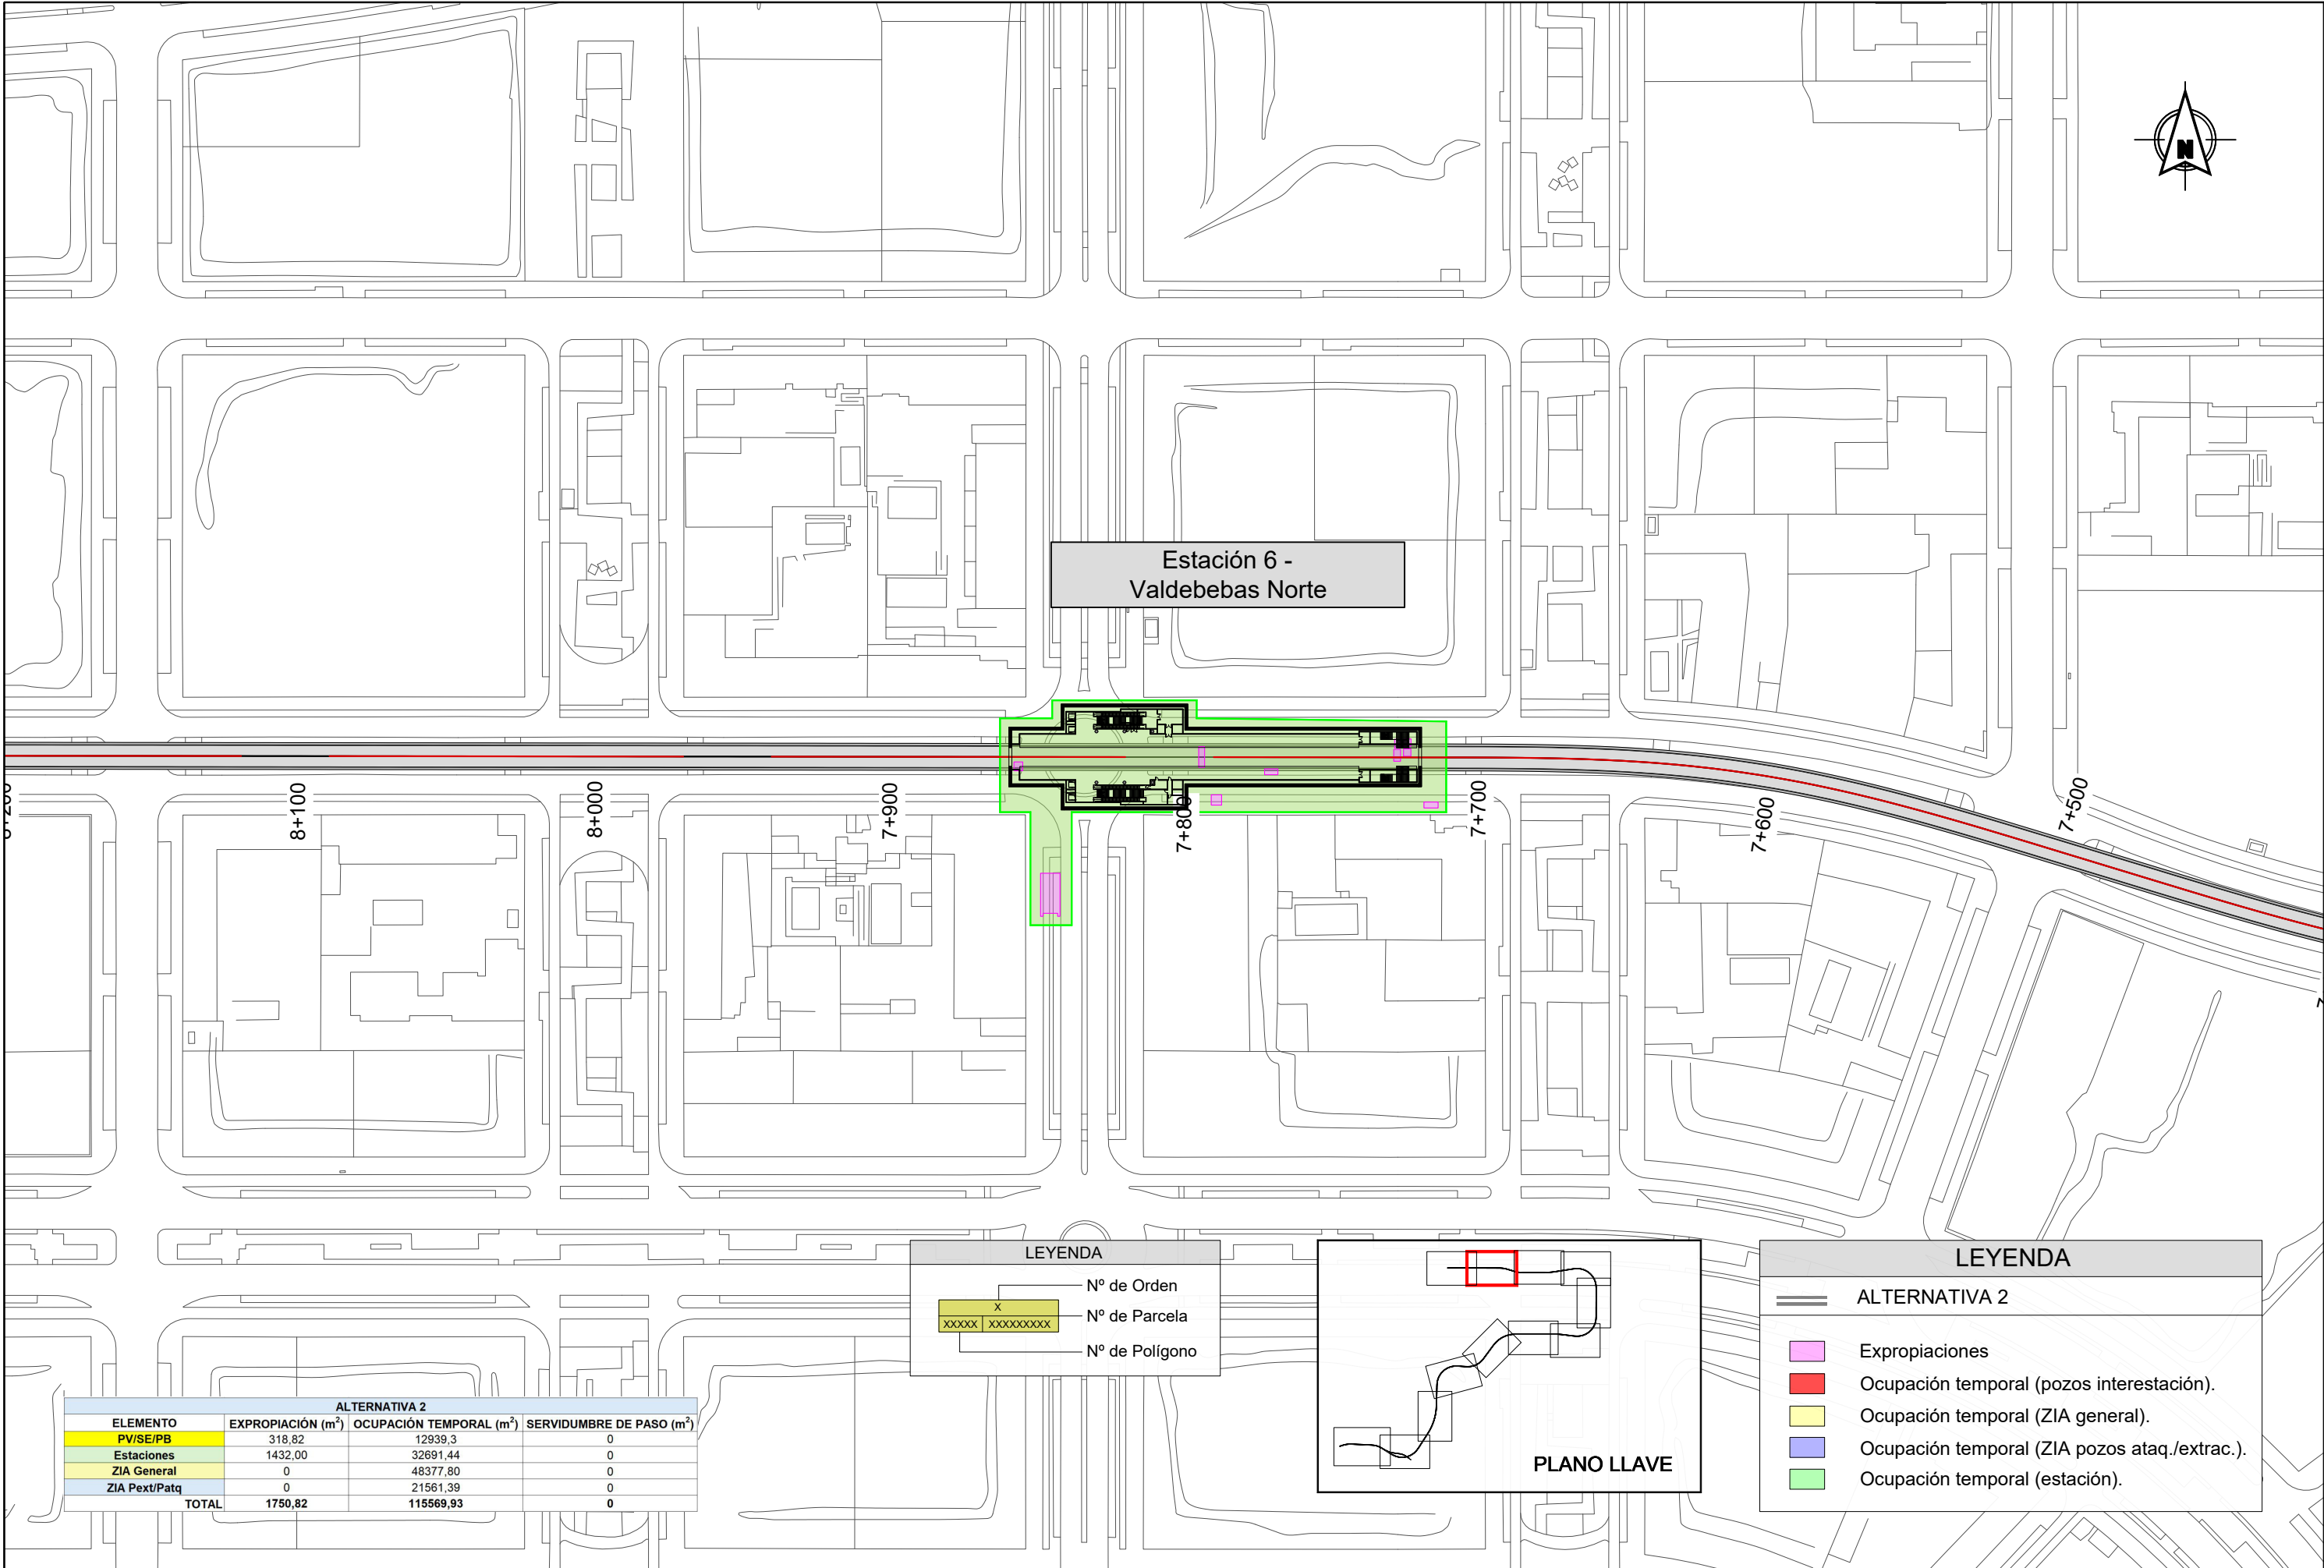 N
Estación 6 -
Valdebebas Norte
8+200
8+100
8+000
7+900
7+800
7+700
7+600
7+500
LEYENDA
Nº de Orden
X
Nº de Parcela
XXXXX XXXXXXXXX
Nº de Polígono
PLANO LLAVE
LEYENDA
ALTERNATIVA 2
Expropiaciones
Ocupación temporal (pozos interestación).
Ocupación temporal (ZIA general).
Ocupación temporal (ZIA pozos ataq./extrac.).
Ocupación temporal (estación).
ALTERNATIVA 2
ELEMENTO EXPROPIACIÓN (m²) OCUPACIÓN TEMPORAL (m²) SERVIDUMBRE DE PASO (m²)
PV/SE/PB 318,82 12939,3 0
Estaciones 1432,00 32691,44 0
ZIA General 0 48377,80 0
ZIA Pext/Patq 0 21561,39 0
TOTAL 1750,82 115569,93 0